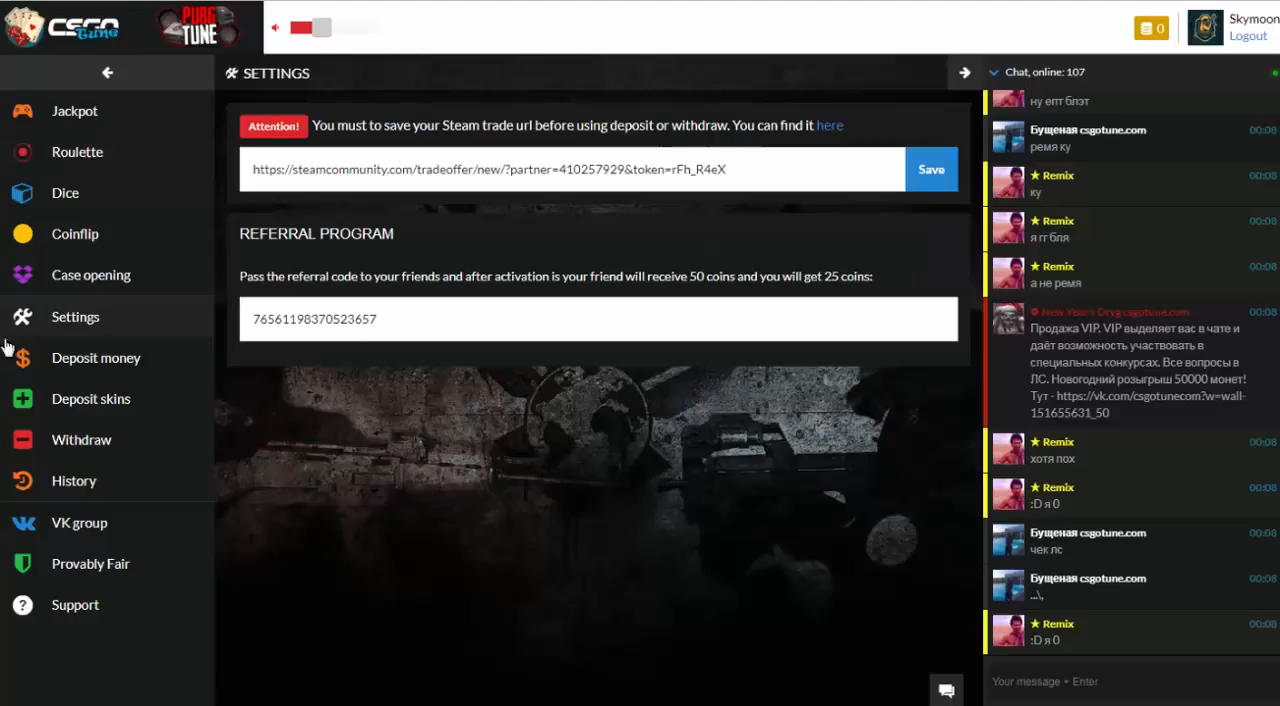 CSGO
Tune
PUBG
TUNE
0
Skymoon
Logout
SETTINGS
Chat, online: 107
Jackpot
Roulette
Dice
Coinflip
Case opening
Settings
Deposit money
Deposit skins
Withdraw
History
VK group
Provably Fair
Support
Attention! You must to save your Steam trade url before using deposit or withdraw. You can find it here
https://steamcommunity.com/tradeoffer/new/?partner=410257929&token=rFh_R4eX
Save
REFERRAL PROGRAM
Pass the referral code to your friends and after activation is your friend will receive 50 coins and you will get 25 coins:
76561198370523657
ну епт блэт
Бущеная csgotune.com 00:08
ремя ку
★ Remix 00:08
ку
★ Remix 00:08
я гг бля
★ Remix 00:08
а не ремя
New Year's Dryg csgotune.com 00:08
Продажа VIP, VIP выделяет вас в чате и
даёт возможность участвовать в
специальных конкурсах. Все вопросы в
ЛС. Новогодний розыгрыш 50000 монет!
Тут - https://vk.com/csgotunecom?w=wall-
151655631_50
★ Remix 00:08
хотя пох
★ Remix 00:08
:D я 0
Бущеная csgotune.com 00:08
чек лс
Бущеная csgotune.com 00:08
...\,
★ Remix 00:08
:D я 0
Your message + Enter